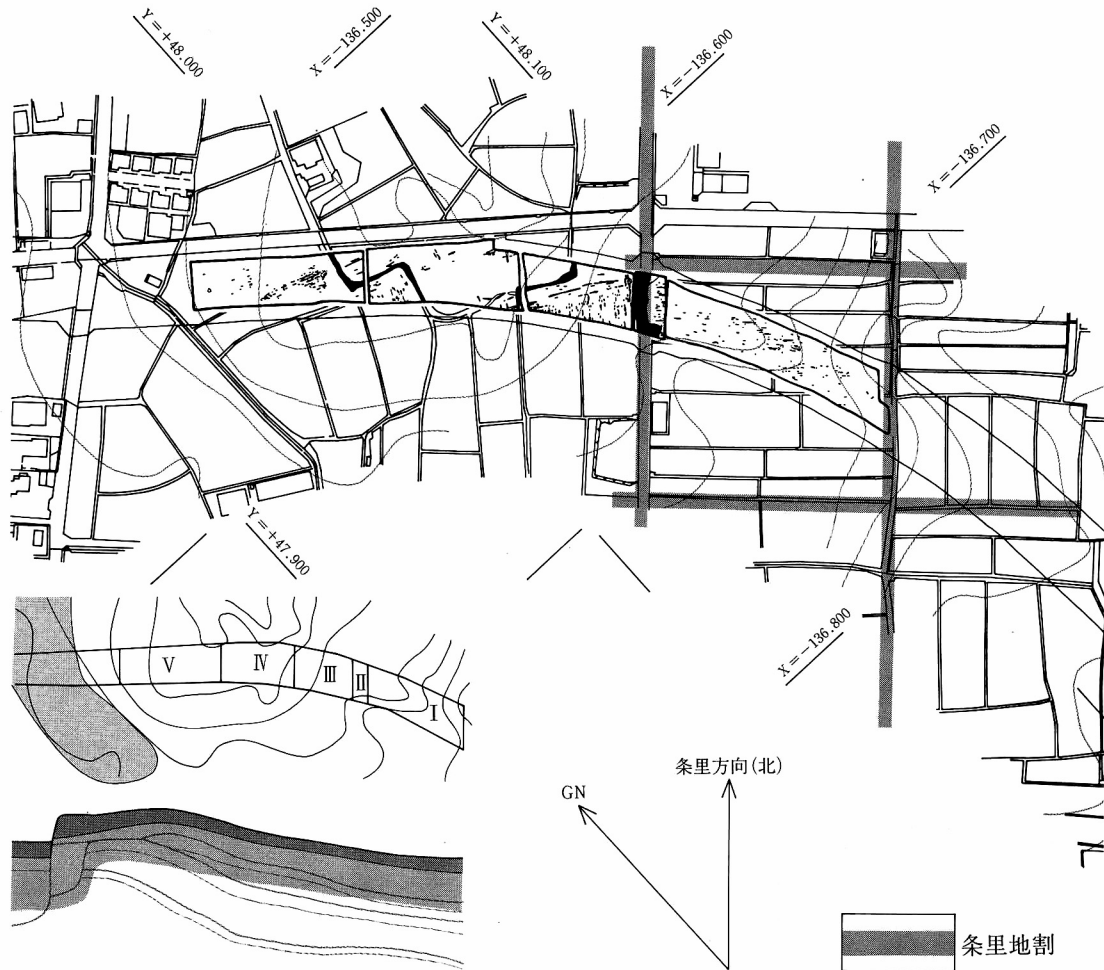 Y=+48.000
X=-136.500
Y=+48.100
X=-136.600
X=-136.700
Y=+47.900
X=-136.800
V
IV
III
II
I
GN
条里方向(北)
条里地割